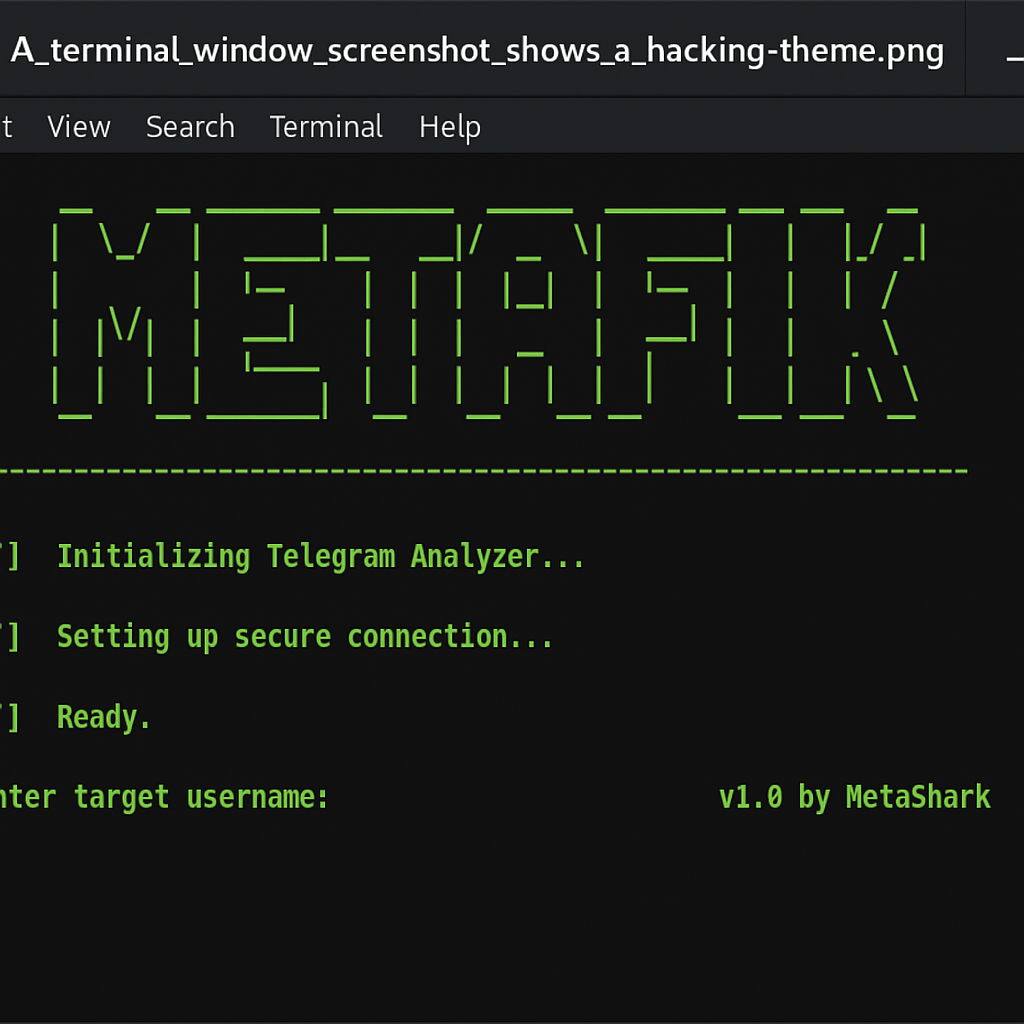 A_terminal_window_screenshot_shows_a_hacking-theme.png
t View Search Terminal Help
METAFIK
-------------------------------------------------------------
] Initializing Telegram Analyzer...
] Setting up secure connection...
] Ready.
nter target username: v1.0 by MetaShark